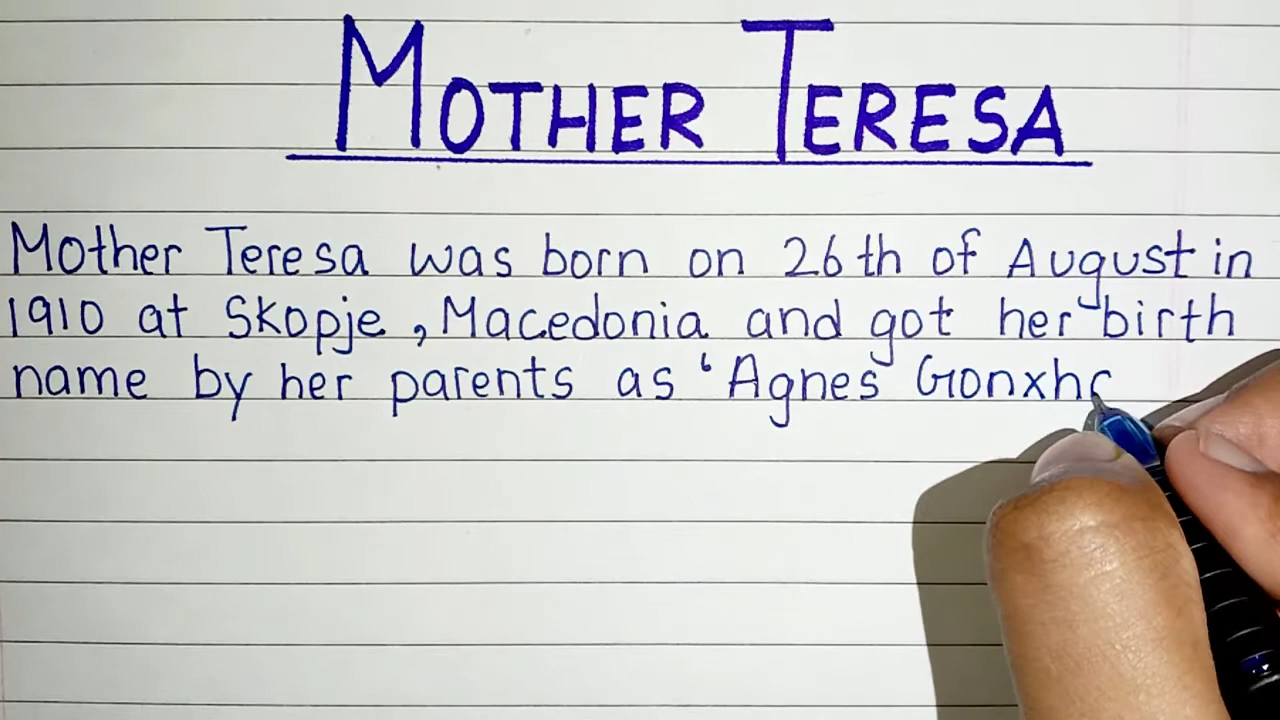 MOTHER TERESA
Mother Teresa was born on 26th of August in
1910 at Skopje, Macedonia and got her birth
name by her parents as ‘Agnes